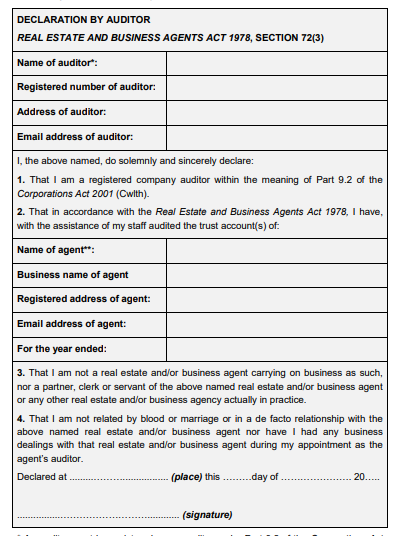 DECLARATION BY AUDITOR
REAL ESTATE AND BUSINESS AGENTS ACT 1978, SECTION 72(3)
Name of auditor*:
Registered number of auditor:
Address of auditor:
Email address of auditor:
I, the above named, do solemnly and sincerely declare:
1. That I am a registered company auditor within the meaning of Part 9.2 of the
Corporations Act 2001 (Cwlth).
2. That in accordance with the Real Estate and Business Agents Act 1978, I have,
with the assistance of my staff audited the trust account(s) of:
Name of agent**:
Business name of agent
Registered address of agent:
Email address of agent:
For the year ended:
3. That I am not a real estate and/or business agent carrying on business as such,
nor a partner, clerk or servant of the above named real estate and/or business agent
or any other real estate and/or business agency actually in practice.
4. That I am not related by blood or marriage or in a de facto relationship with the
above named real estate and/or business agent nor have I had any business
dealings with that real estate and/or business agent during my appointment as the
agent's auditor.
Declared at .................................... (place) this .........day of ........................ 20.....
.......................................................... (signature)